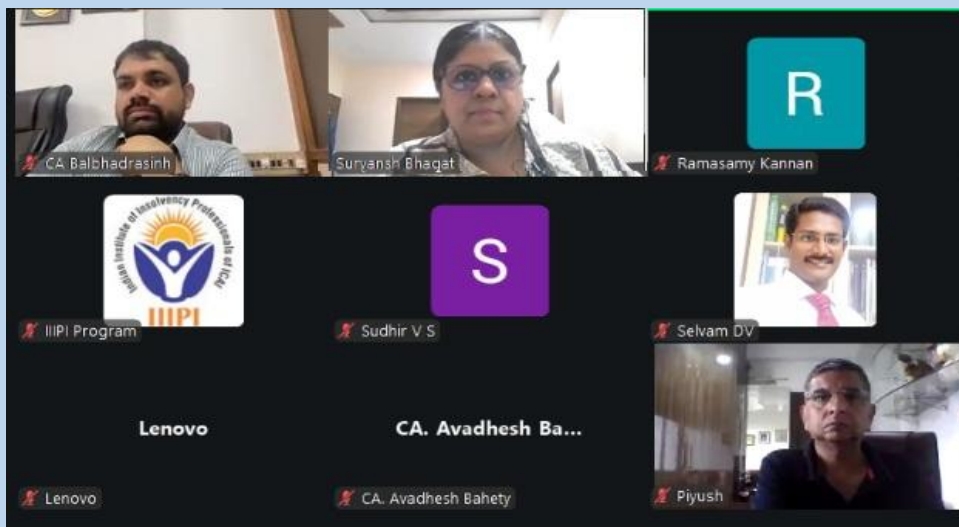 CA Balbhadrasinh
Suryansh Bhagat
R
Ramasamy Kannan
Indian Institute of Insolvency Professionals of ICAI
IIIPI
IIIPI Program
S
Sudhir V S
Selvam DV
Lenovo
Lenovo
CA. Avadhesh Ba...
CA. Avadhesh Bahety
Piyush